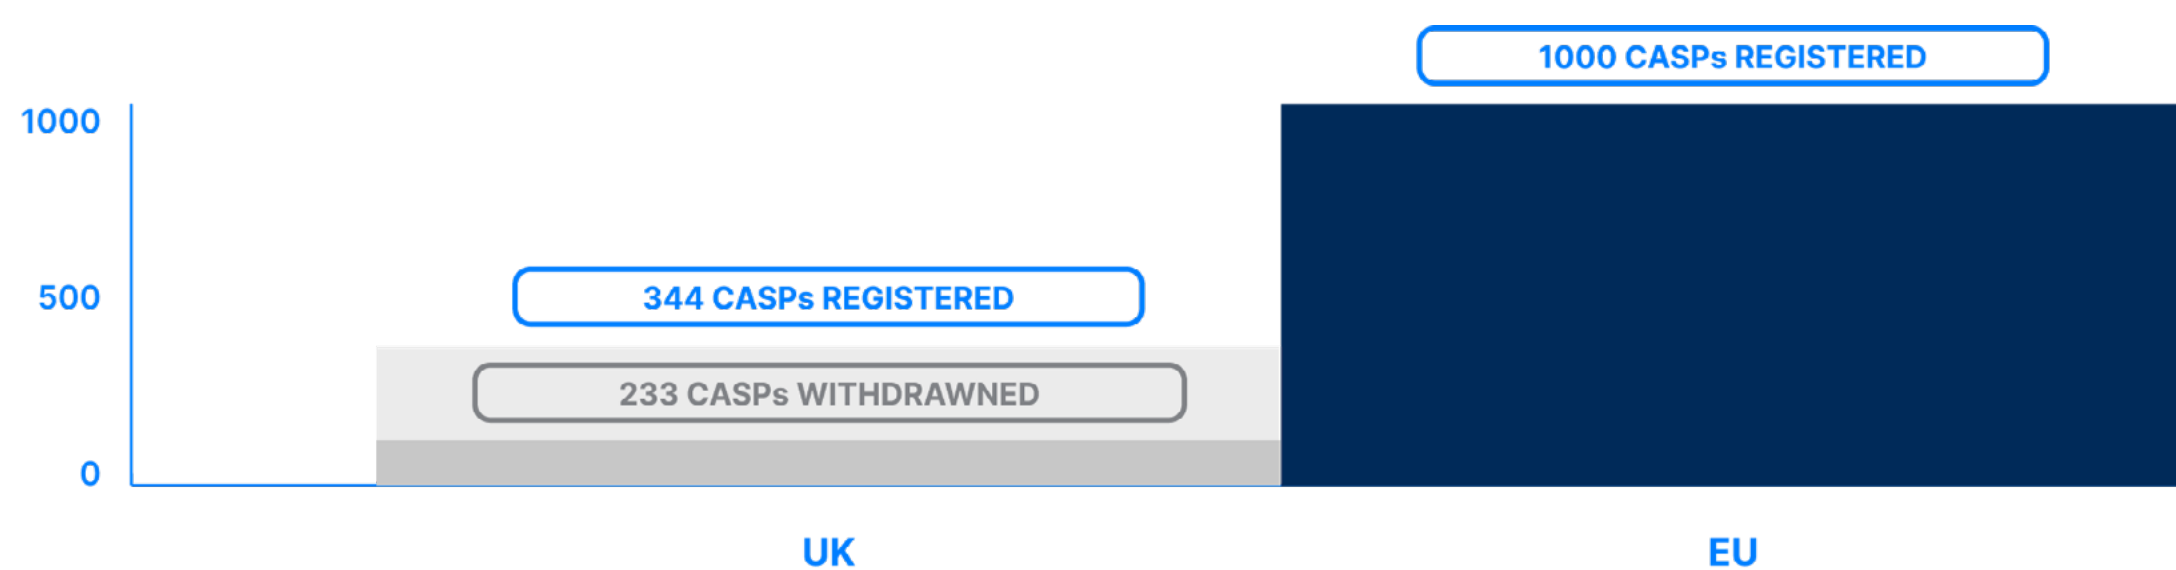 1000 CASPs REGISTERED
1000
500
344 CASPs REGISTERED
233 CASPs WITHDRAWNED
0
UK
EU